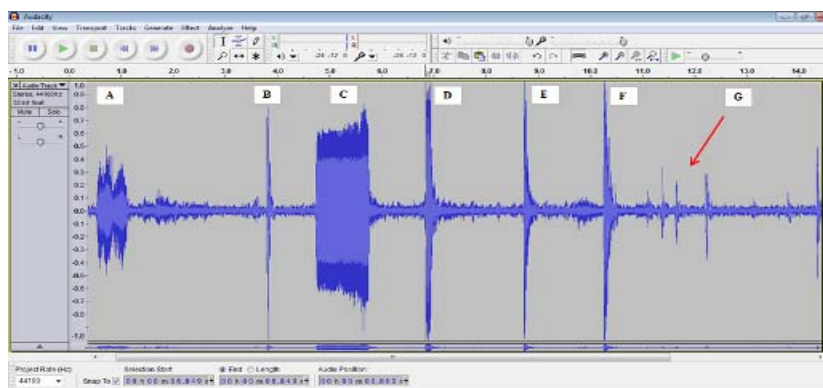 Audacity
File Edit View Transport Tracks Generate Effect Analyze Help
-1.0 0.0 1.0 2.0 3.0 4.0 5.0 6.0 7.0 8.0 9.0 10.0 11.0 12.0 13.0 14.0
Audio Track
Stereo, 44100Hz
32-bit float
Mute Solo
- +
L R
1.0
0.9
0.8
0.7
0.6
0.5
0.4
0.3
0.2
0.1
0.0
-0.1
-0.2
-0.3
-0.4
-0.5
-0.6
-0.7
-0.8
-1.0
A B C D E F G
Project Rate (Hz): Selection Start: End Length Audio Position:
44100 Snap To